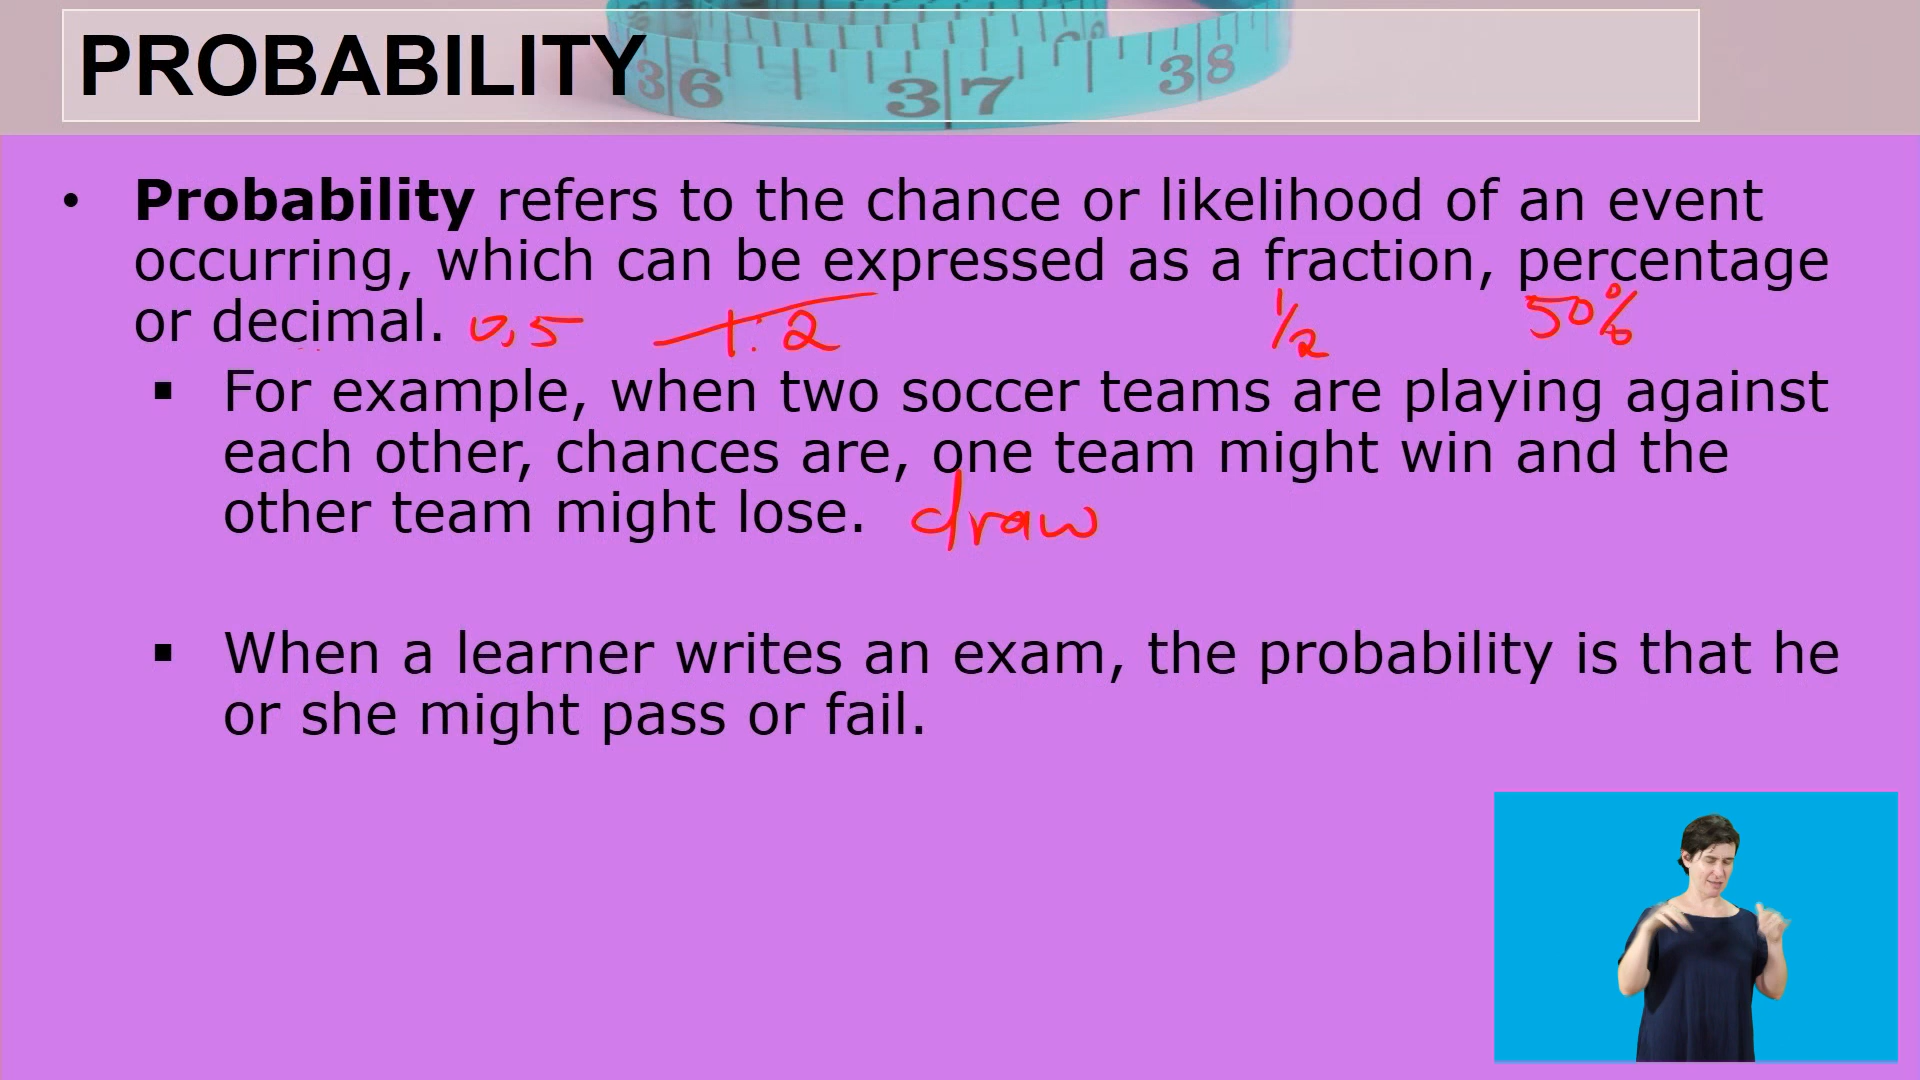 PROBABILITY
36 37 38
• Probability refers to the chance or likelihood of an event
occurring, which can be expressed as a fraction, percentage
or decimal. 0,5 1:2 1/2 50%
▪ For example, when two soccer teams are playing against
each other, chances are, one team might win and the
other team might lose. draw
▪ When a learner writes an exam, the probability is that he
or she might pass or fail.